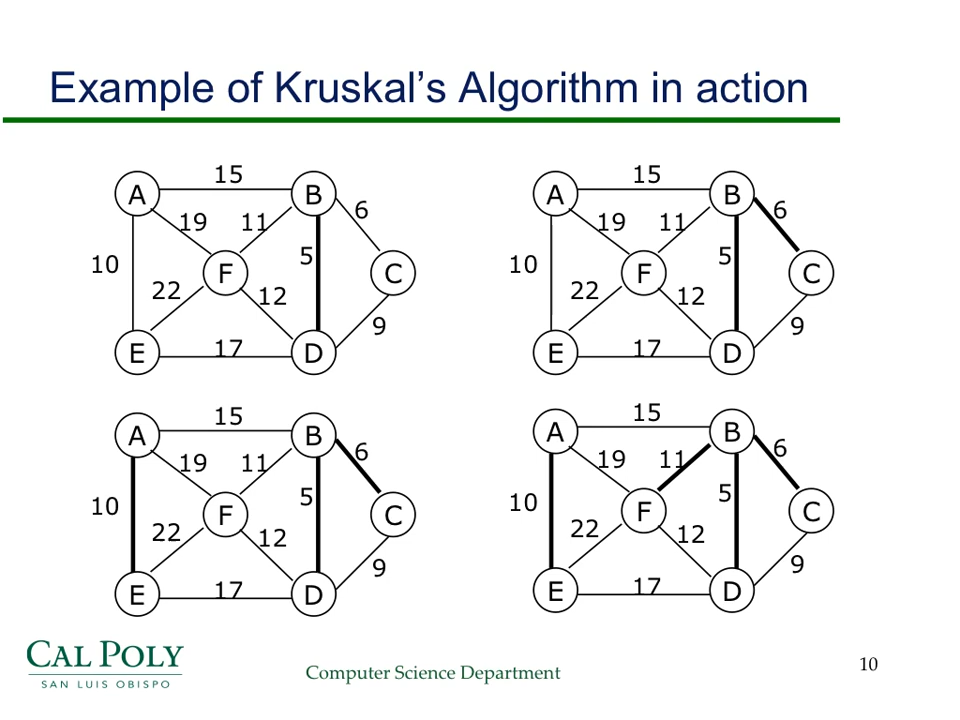 Example of Kruskal's Algorithm in action
15
A
B
19
11
6
10
5
F
C
22
12
9
E
17
D
15
A
B
19
11
6
10
5
F
C
22
12
9
E
17
D
15
A
B
19
11
6
10
5
F
C
22
12
9
E
17
D
15
A
B
19
11
6
10
5
F
C
22
12
9
E
17
D
CAL POLY
SAN LUIS OBISPO
Computer Science Department
10